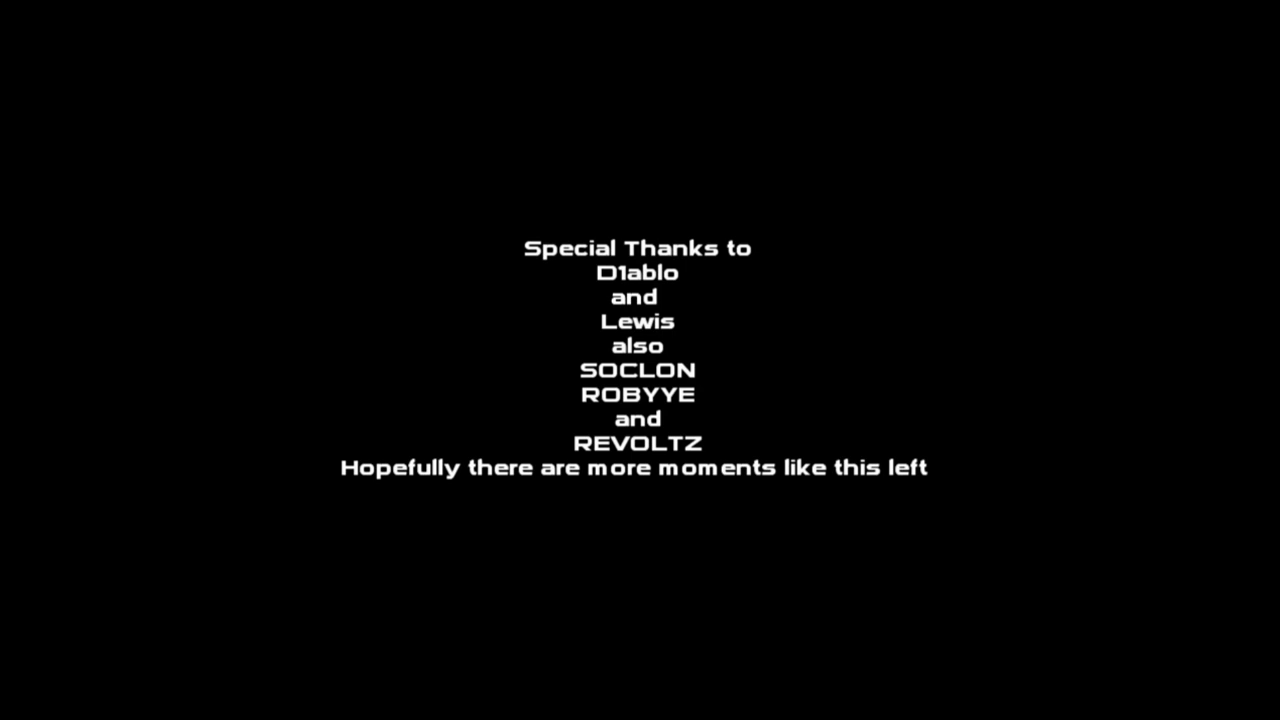 Special Thanks to
D1ablo
and
Lewis
also
SOCLON
ROBYYE
and
REVOLTZ
Hopefully there are more moments like this left